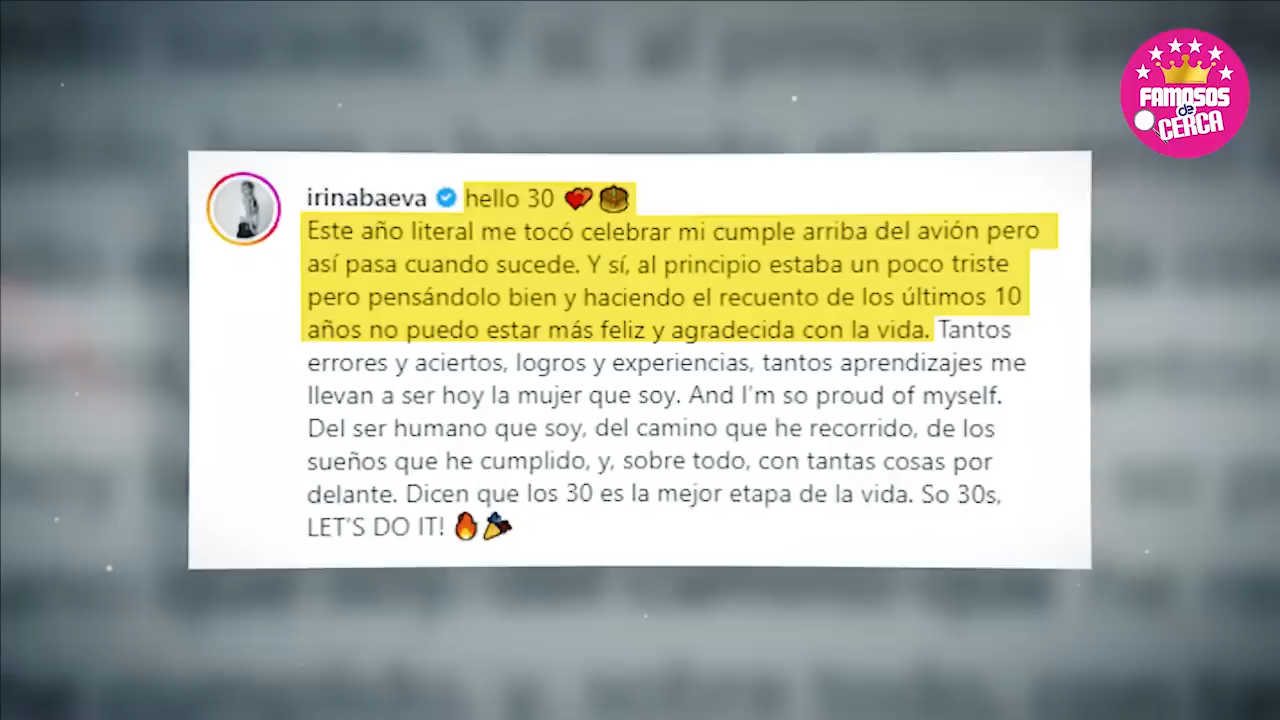 FAMOSOS
de
CERCA
irinabaeva hello 30
Este año literal me tocó celebrar mi cumple arriba del avión pero
así pasa cuando sucede. Y sí, al principio estaba un poco triste
pero pensándolo bien y haciendo el recuento de los últimos 10
años no puedo estar más feliz y agradecida con la vida. Tantos
errores y aciertos, logros y experiencias, tantos aprendizajes me
llevan a ser hoy la mujer que soy. And I'm so proud of myself.
Del ser humano que soy, del camino que he recorrido, de los
sueños que he cumplido, y, sobre todo, con tantas cosas por
delante. Dicen que los 30 es la mejor etapa de la vida. So 30s,
LET'S DO IT!